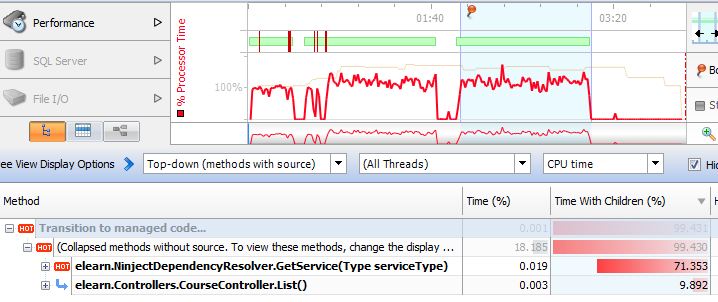 Performance
SQL Server
File I/O
% Processor Time
100%
01:40
03:20
Bo
St
ee View Display Options
Top-down (methods with source)
(All Threads)
CPU time
Hid
Method
Time (%)
Time With Children (%)
H
HOT Transition to managed code...
0.001
99.431
HOT (Collapsed methods without source. To view these methods, change the display ...
18.185
99.430
HOT elearn.NinjectDependencyResolver.GetService(Type serviceType)
0.019
71.353
elearn.Controllers.CourseController.List()
0.003
9.892